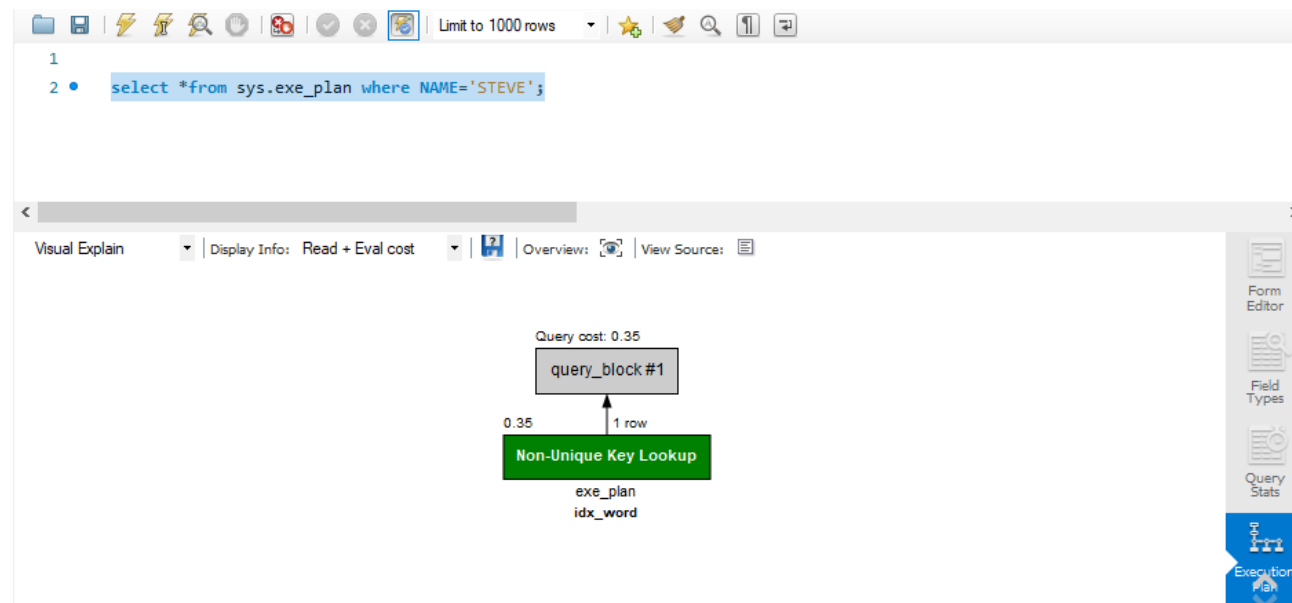 Limit to 1000 rows
1
2 select *from sys.exe_plan where NAME='STEVE';
Visual Explain Display Info: Read + Eval cost Overview: View Source:
Form
Editor
Query cost: 0.35
query_block #1
Field
Types
0.35 1 row
Non-Unique Key Lookup
exe_plan
idx_word
Query
Stats
Execution
Plan